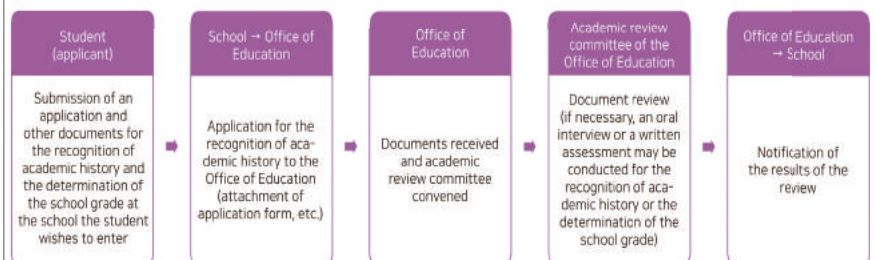 Student
(applicant)
Submission of an
application and
other documents for
the recognition of
academic history and
the determination of
the school grade at
the school the student
wishes to enter
School → Office of
Education
Application for the
recognition of aca-
demic history to the
Office of Education
(attachment of
application form, etc.)
Office of
Education
Documents received
and academic
review committee
convened
Academic review
committee of the
Office of Education
Document review
(if necessary, an oral
interview or a written
assessment may be
conducted for the
recognition of aca-
demic history or the
determination of the
school grade)
Office of Education
→ School
Notification of
the results of the
review